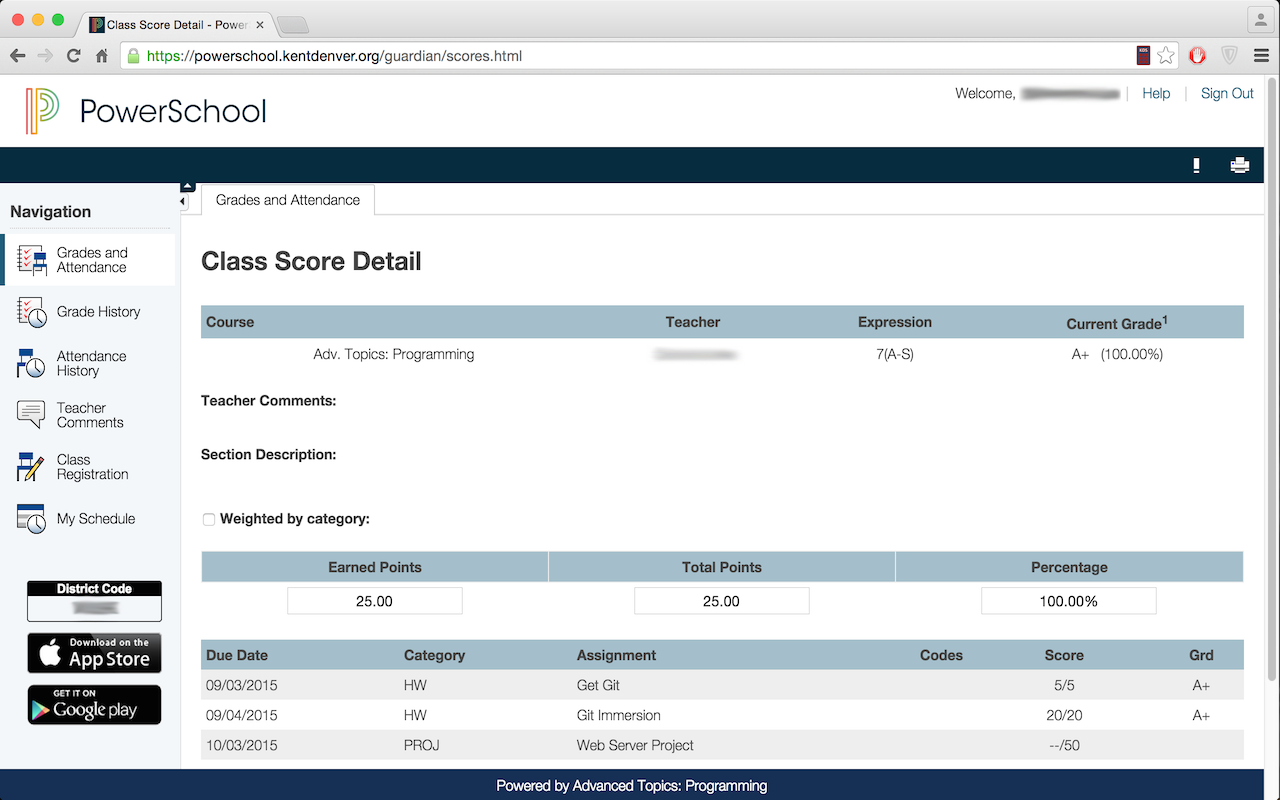 Class Score Detail - Power
https://powerschool.kentdenver.org/guardian/scores.html
PowerSchool
Welcome,
Help
Sign Out
Navigation
Grades and Attendance
Grades and
Attendance
Grade History
Attendance
History
Teacher
Comments
Class
Registration
My Schedule
District Code
Download on the
App Store
GET IT ON
Google play
Class Score Detail
Course Teacher Expression Current Grade1
Adv. Topics: Programming 7(A-S) A+ (100.00%)
Teacher Comments:
Section Description:
Weighted by category:
Earned Points Total Points Percentage
25.00 25.00 100.00%
Due Date Category Assignment Codes Score Grd
09/03/2015 HW Get Git 5/5 A+
09/04/2015 HW Git Immersion 20/20 A+
10/03/2015 PROJ Web Server Project --/50
Powered by Advanced Topics: Programming